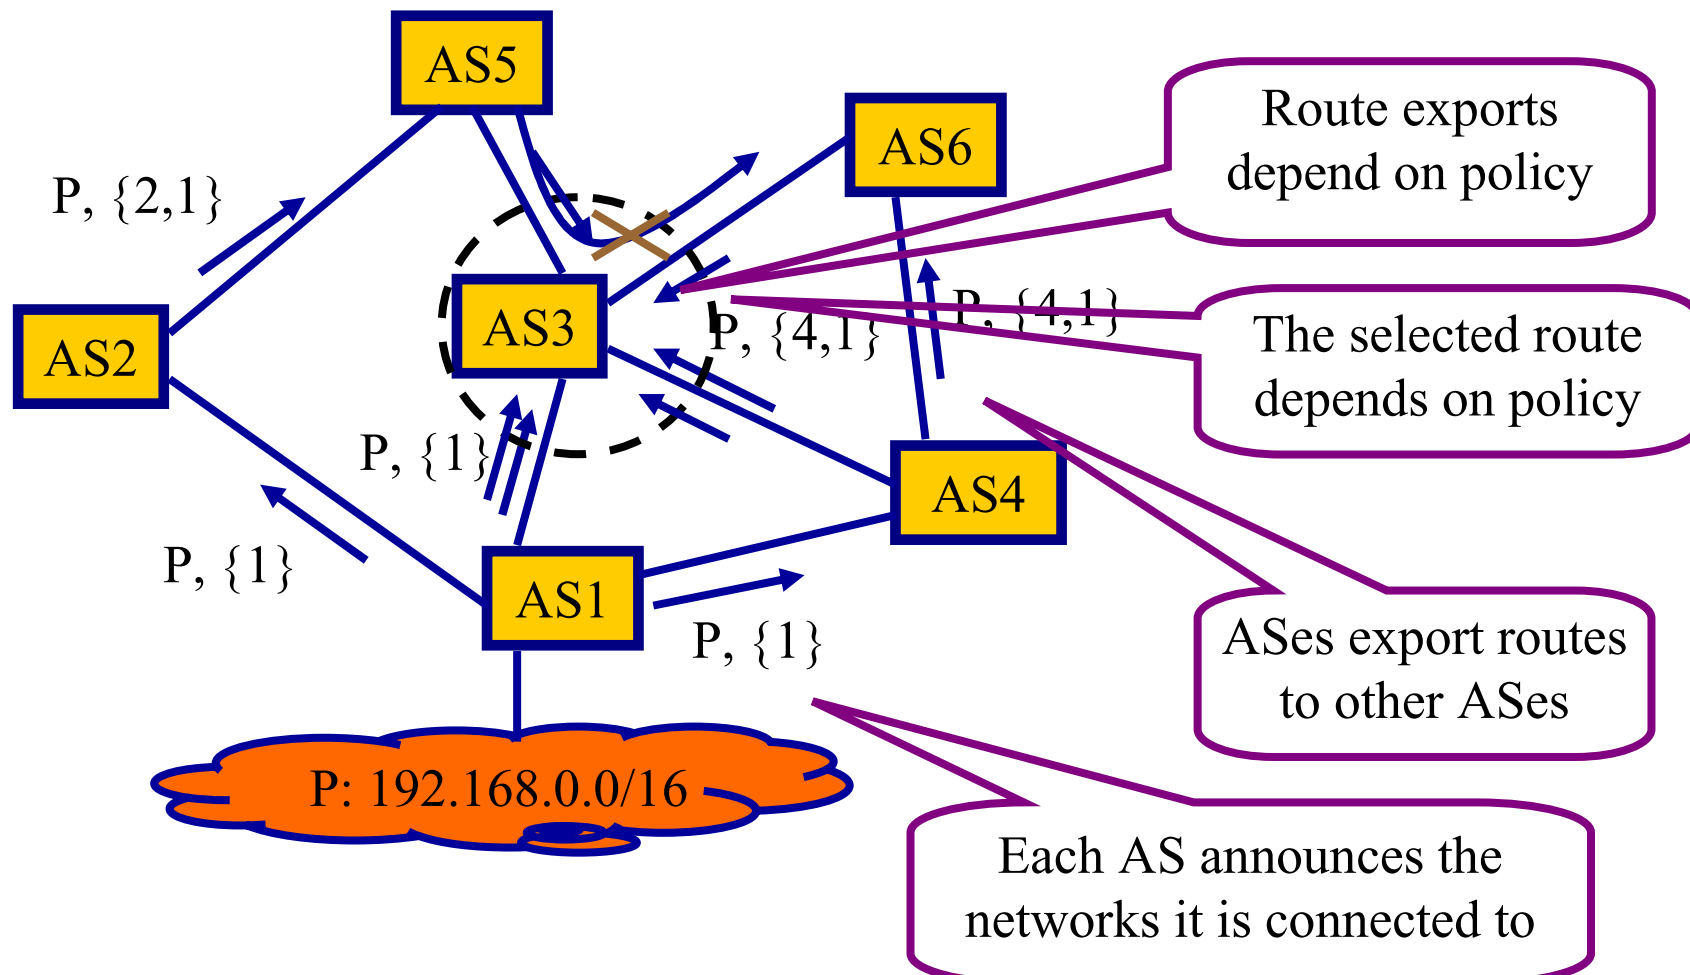 AS5
AS6
Route exports
depend on policy
P, {2,1}
AS3
P, {4,1}
P, {4,1}
AS2
The selected route
depends on policy
P, {1}
AS4
P, {1}
AS1
P, {1}
ASes export routes
to other ASes
P: 192.168.0.0/16
Each AS announces the
networks it is connected to